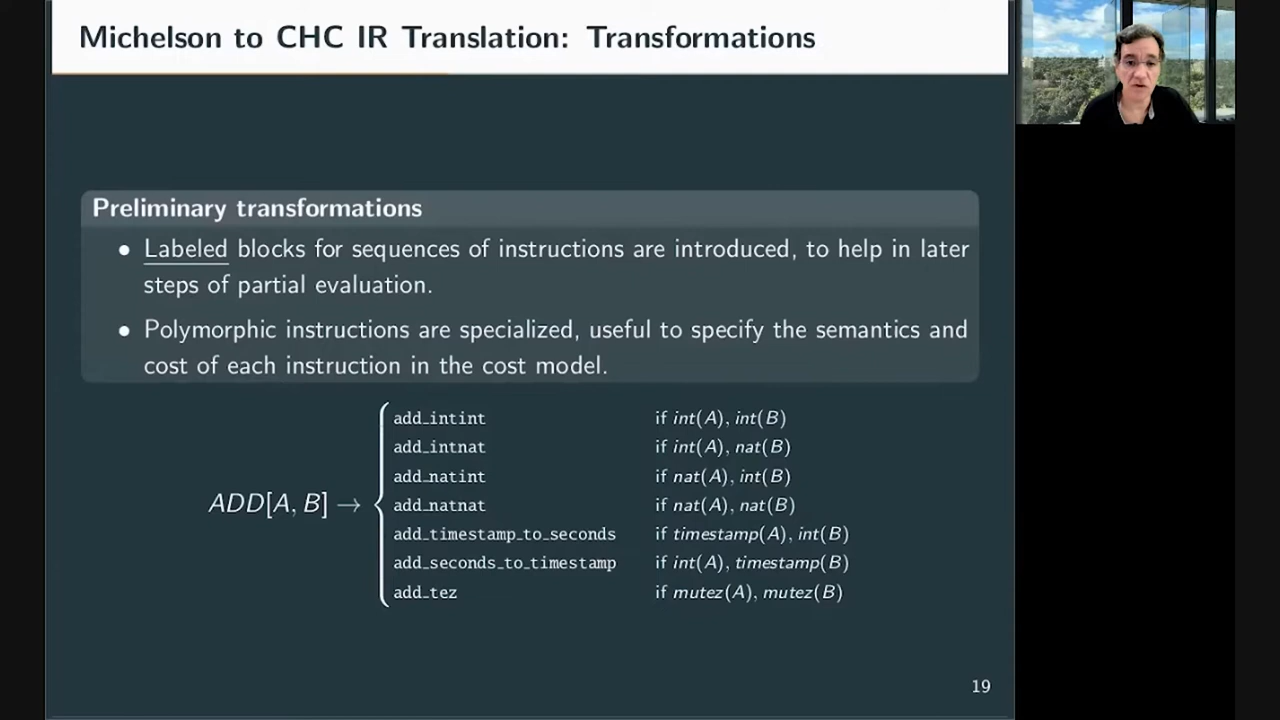 Michelson to CHC IR Translation: Transformations
Preliminary transformations
• Labeled blocks for sequences of instructions are introduced, to help in later
steps of partial evaluation.
• Polymorphic instructions are specialized, useful to specify the semantics and
cost of each instruction in the cost model.
ADD[A, B] →
add_intint if int(A), int(B)
add_intnat if int(A), nat(B)
add_natint if nat(A), int(B)
add_natnat if nat(A), nat(B)
add_timestamp_to_seconds if timestamp(A), int(B)
add_seconds_to_timestamp if int(A), timestamp(B)
add_tez if mutez(A), mutez(B)
19